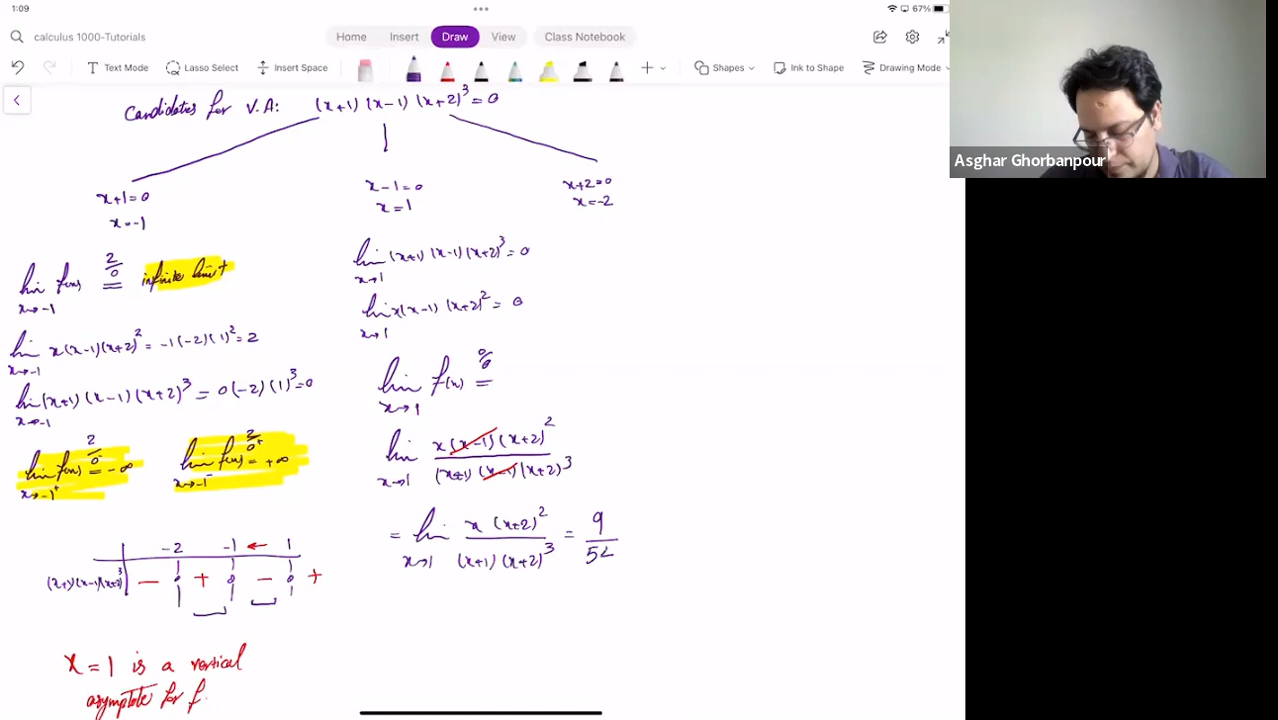 1:09
67%
calculus 1000-Tutorials
Home Insert Draw View Class Notebook
Text Mode Lasso Select Insert Space Shapes Ink to Shape Drawing Mode
Asghar Ghorbanpour
Candidates for V.A: (x+1) (x-1) (x+2)³ = 0
x+1=0
x=-1
lim f(x) 2/0 = infinite limit
x→-1
lim x(x-1)(x+2)² = -1(-2)(1)² = 2
x→-1
lim (x+1)(x-1)(x+2)³ = 0(-2)(1)³ = 0
x→-1
lim f(x) 2/0⁻ = -∞ lim f(x) 2/0⁺ = +∞
x→-1⁺ x→-1⁻
-2 -1 ← 1
(x+1)(x-1)(x+2)³ - 0 + 0 - 0 +
x = 1 is a vertical
asymptote for f.
x-1=0
x=1
lim (x+1)(x-1)(x+2)³ = 0
x→1
lim x(x-1)(x+2)² = 0
x→1
lim f(x) 0/0 =
x→1
lim x(x-1)(x+2)² / (x+1)(x-1)(x+2)³
x→1
= lim x(x+2)² / (x+1)(x+2)³ = 9/54
x→1
x+2=0
x=-2